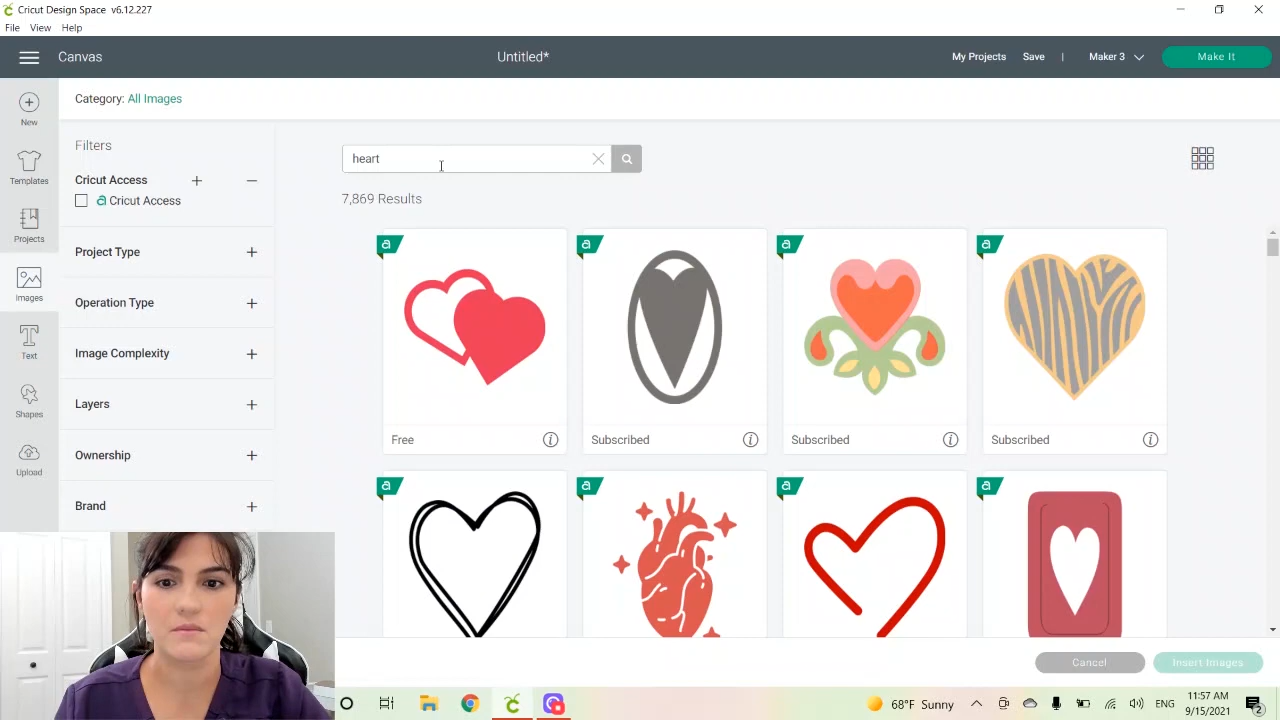 Cricut Design Space v6.12.227
File View Help
Canvas
Untitled*
My Projects Save | Maker 3 Make It
New
Templates
Projects
Images
Text
Shapes
Upload
Category: All Images
Filters
Cricut Access
a Cricut Access
Project Type
Operation Type
Image Complexity
Layers
Ownership
Brand
heart
7,869 Results
a a a a
Free Subscribed Subscribed Subscribed
a a a a
Cancel Insert Images
68°F Sunny ENG 11:57 AM
9/15/2021 2